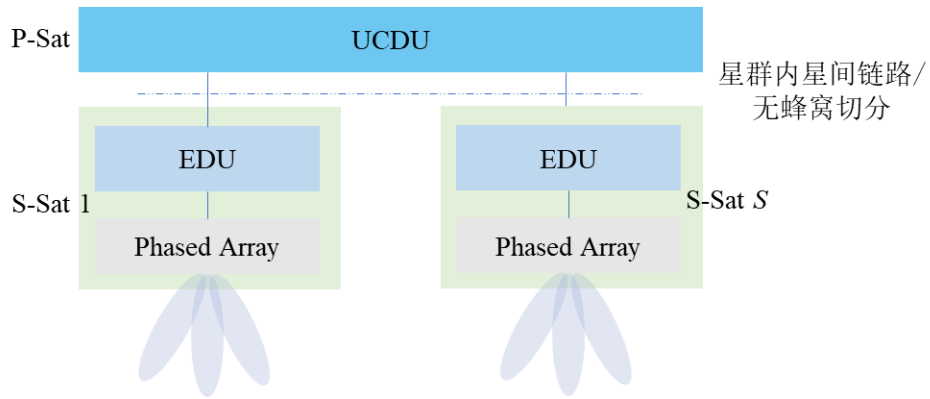 P-Sat
UCDU
星群内星间链路/
无蜂窝切分
EDU
EDU
S-Sat 1
S-Sat S
Phased Array
Phased Array